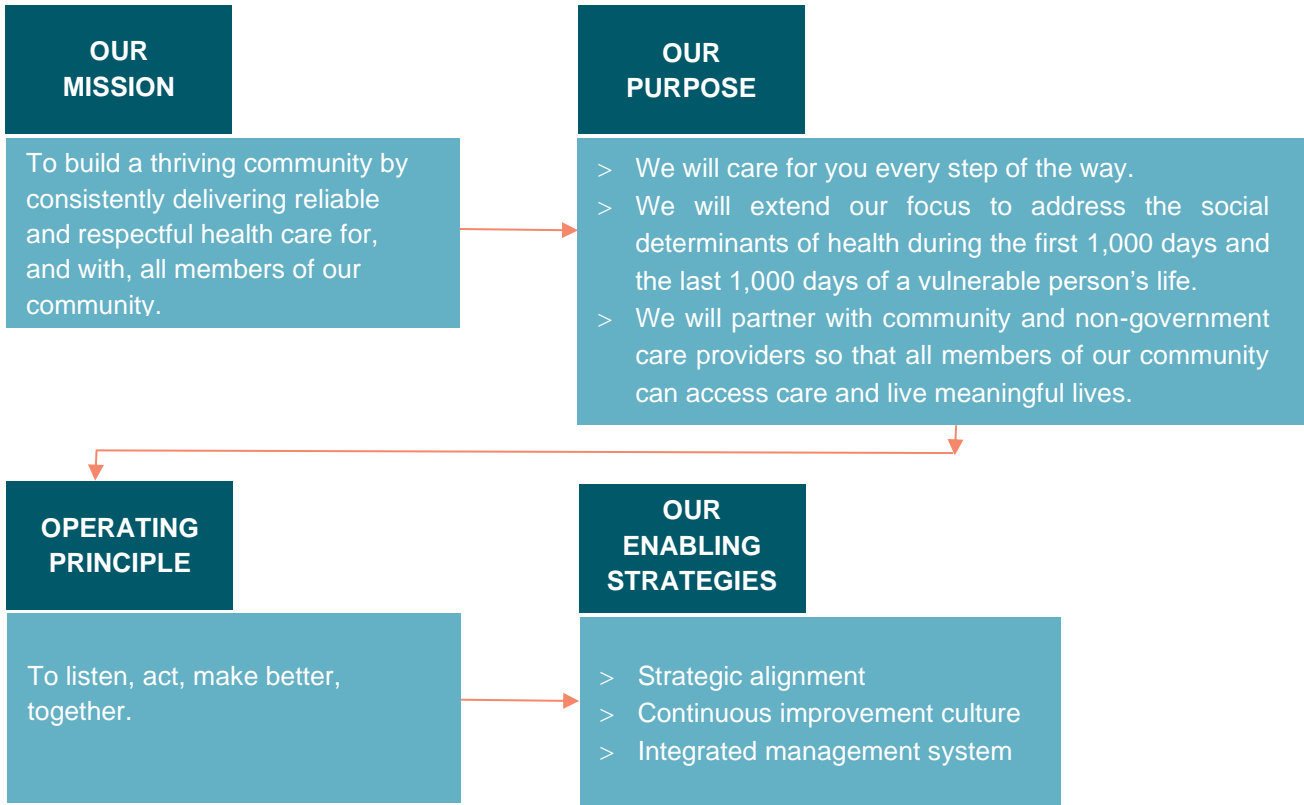 OUR
MISSION
To build a thriving community by
consistently delivering reliable
and respectful health care for,
and with, all members of our
community.
OUR
PURPOSE
> We will care for you every step of the way.
> We will extend our focus to address the social
determinants of health during the first 1,000 days and
the last 1,000 days of a vulnerable person’s life.
> We will partner with community and non-government
care providers so that all members of our community
can access care and live meaningful lives.
OPERATING
PRINCIPLE
To listen, act, make better,
together.
OUR
ENABLING
STRATEGIES
> Strategic alignment
> Continuous improvement culture
> Integrated management system